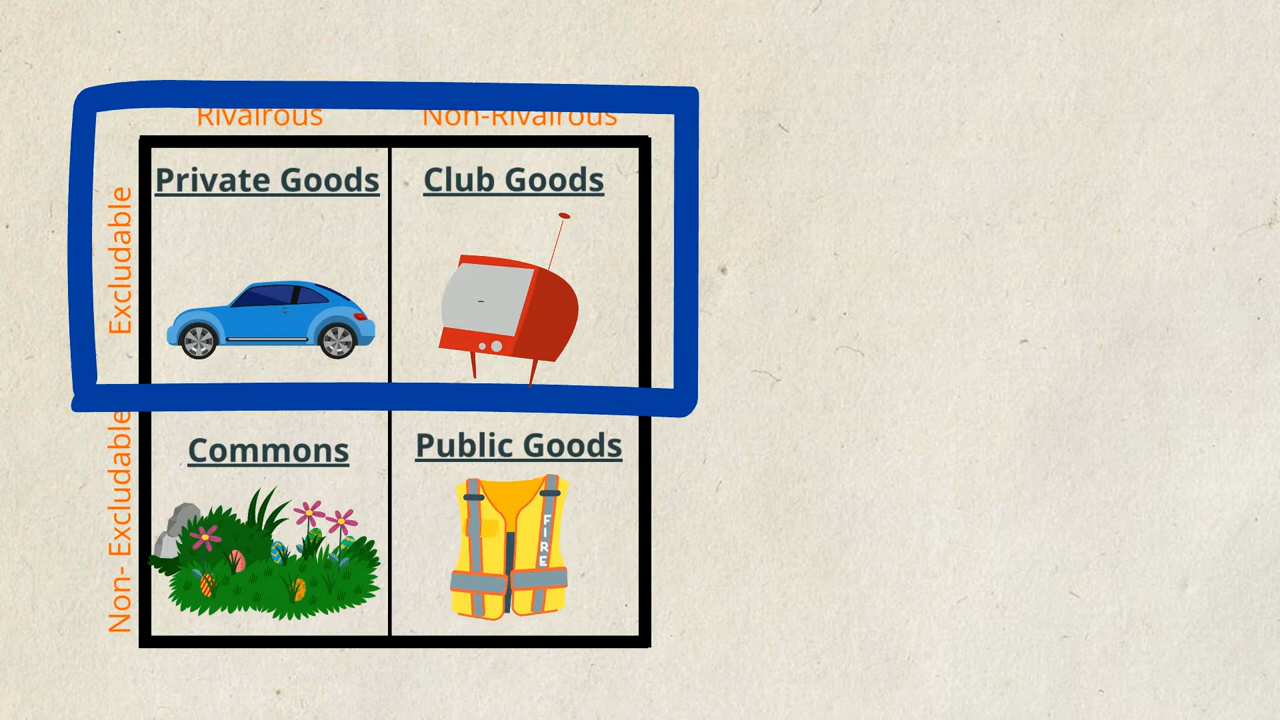 Rivalrous Non-Rivalrous
Excludable
Private Goods Club Goods
Non- Excludable
Commons Public Goods
FIRE